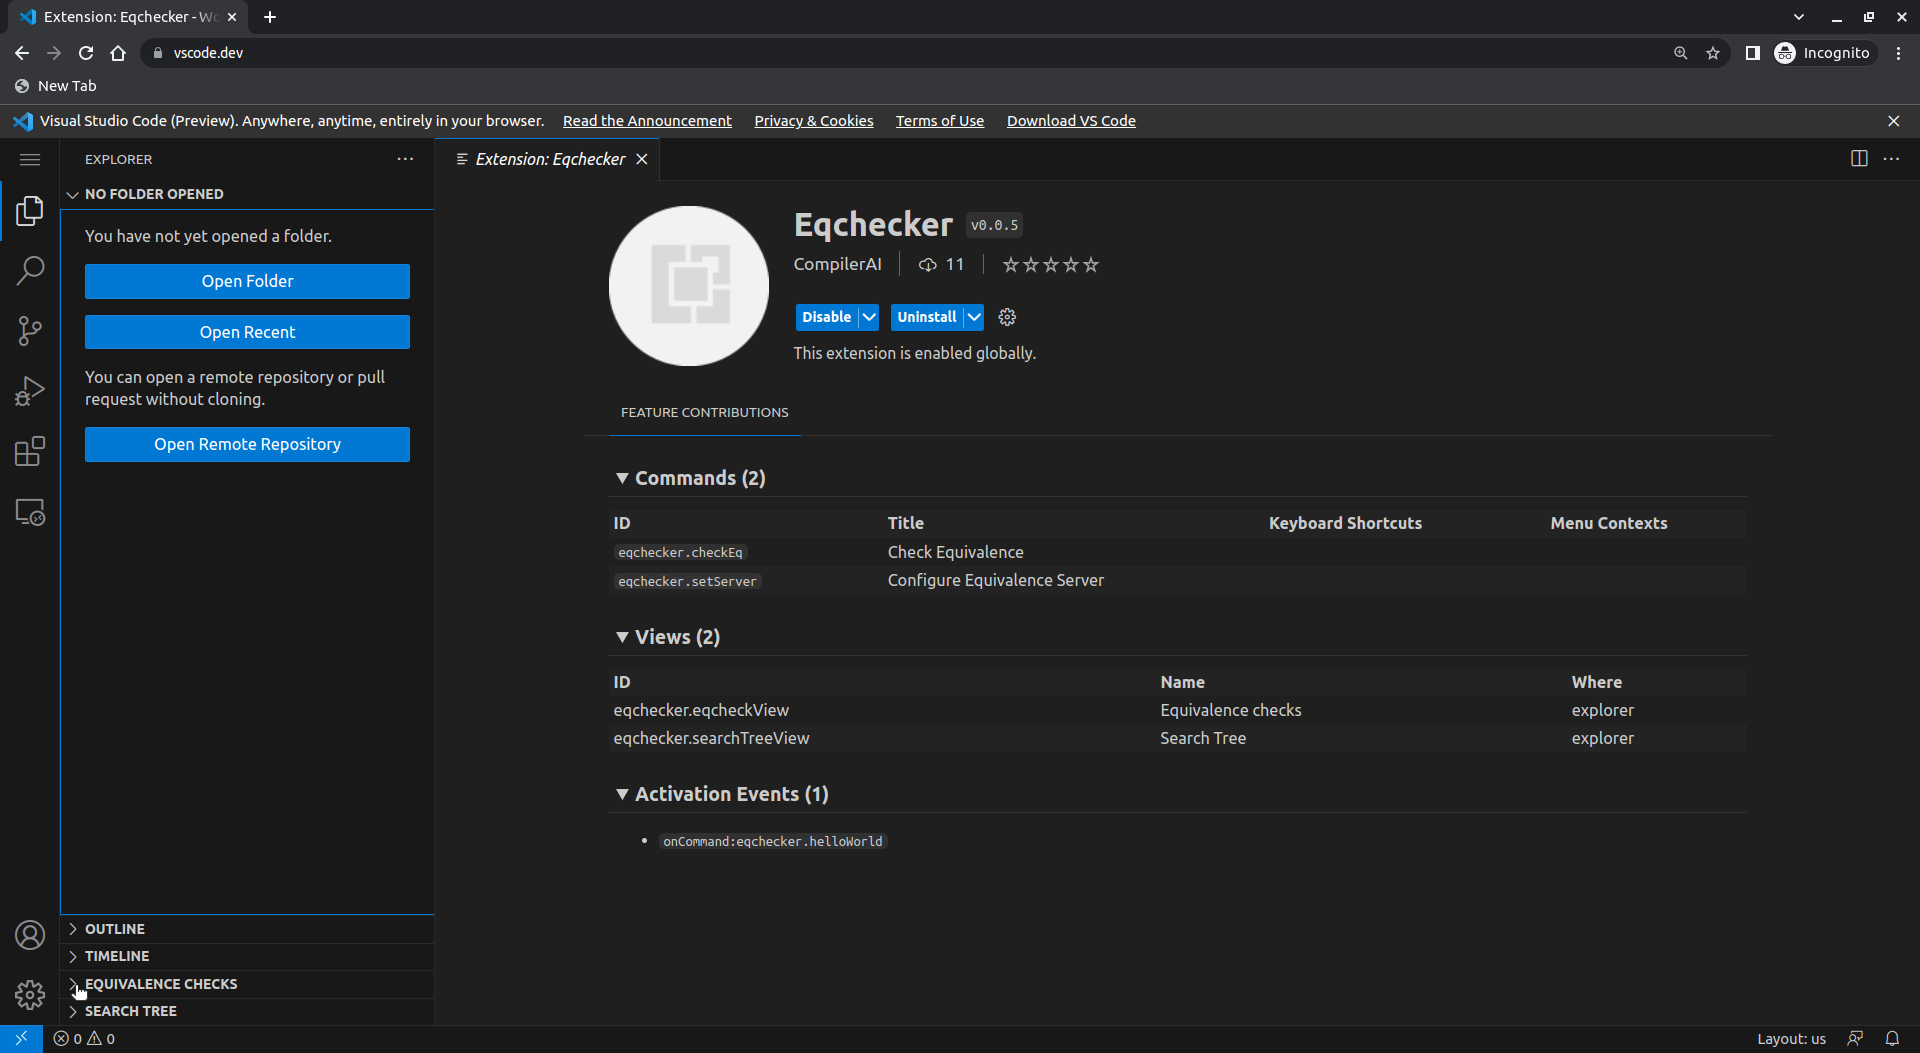 Extension: Eqchecker - Wo
vscode.dev
Incognito
New Tab
Visual Studio Code (Preview). Anywhere, anytime, entirely in your browser. Read the Announcement Privacy & Cookies Terms of Use Download VS Code
EXPLORER
Extension: Eqchecker
NO FOLDER OPENED
You have not yet opened a folder.
Open Folder
Open Recent
You can open a remote repository or pull
request without cloning.
Open Remote Repository
OUTLINE
TIMELINE
EQUIVALENCE CHECKS
SEARCH TREE
Eqchecker v0.0.5
CompilerAI 11
Disable Uninstall
This extension is enabled globally.
FEATURE CONTRIBUTIONS
Commands (2)
ID Title Keyboard Shortcuts Menu Contexts
eqchecker.checkEq Check Equivalence
eqchecker.setServer Configure Equivalence Server
Views (2)
ID Name Where
eqchecker.eqcheckView Equivalence checks explorer
eqchecker.searchTreeView Search Tree explorer
Activation Events (1)
• onCommand:eqchecker.helloWorld
0 0 Layout: us